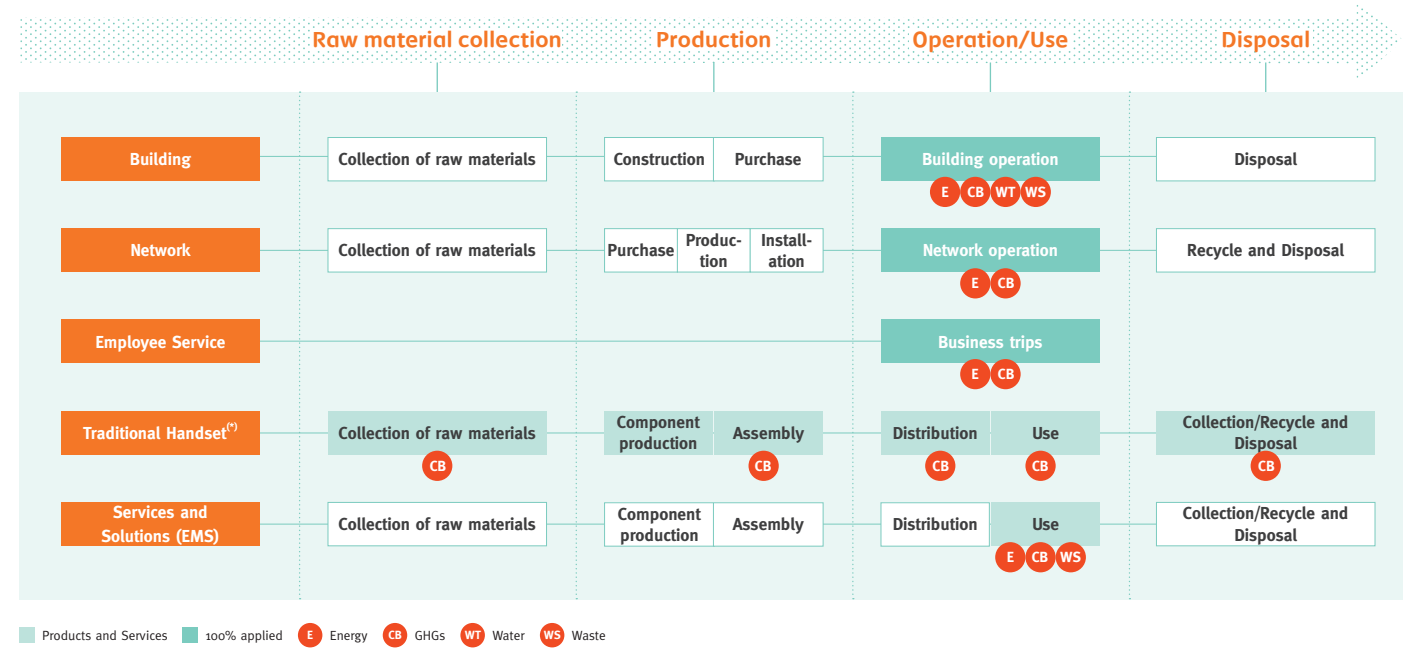 Raw material collection
Production
Operation/Use
Disposal
Building
Collection of raw materials
Construction
Purchase
Building operation
E CB WT WS
Disposal
Network
Collection of raw materials
Purchase
Produc-
tion
Install-
ation
Network operation
E CB
Recycle and Disposal
Employee Service
Business trips
E CB
Traditional Handset(*)
Collection of raw materials
CB
Component
production
Assembly
CB
Distribution
CB
Use
CB
Collection/Recycle and
Disposal
CB
Services and
Solutions (EMS)
Collection of raw materials
Component
production
Assembly
Distribution
Use
E CB WS
Collection/Recycle and
Disposal
Products and Services 100% applied E Energy CB GHGs WT Water WS Waste